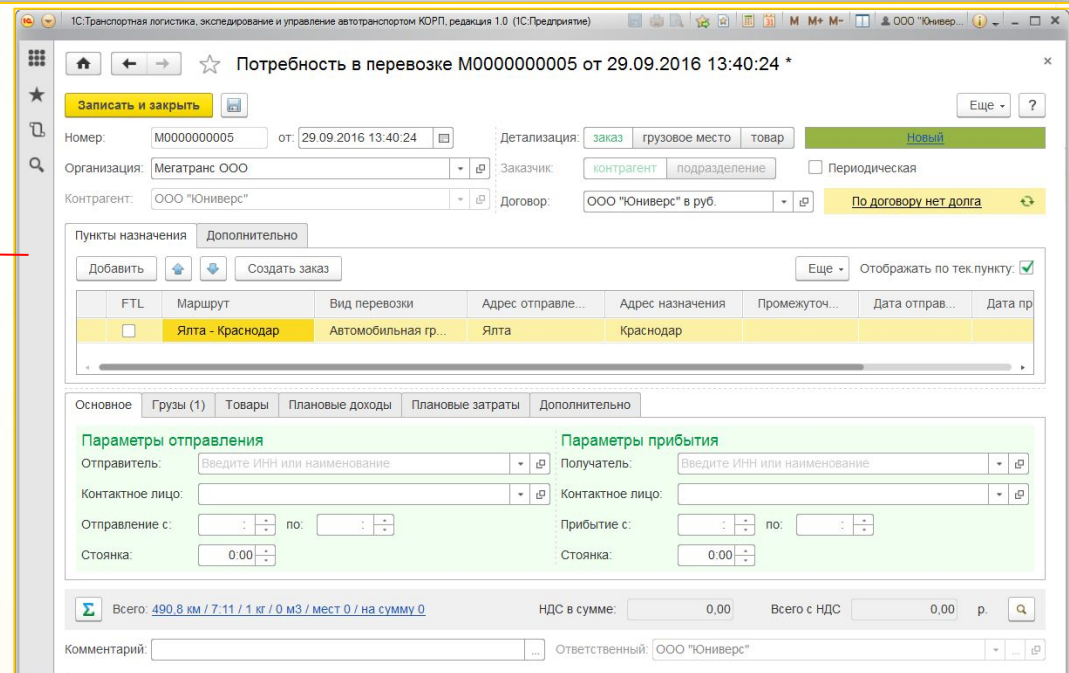 1С:Транспортная логистика, экспедирование и управление автотранспортом КОРП, редакция 1.0 (1С:Предприятие) M M+ M- ООО "Юнивер...
Потребность в перевозке М0000000005 от 29.09.2016 13:40:24 *
Записать и закрыть Еще ?
Номер: М0000000005 от: 29.09.2016 13:40:24 Детализация: заказ грузовое место товар Новый
Организация: Мегатранс ООО Заказчик: контрагент подразделение Периодическая
Контрагент: ООО "Юниверс" Договор: ООО "Юниверс" в руб. По договору нет долга
Пункты назначения Дополнительно
Добавить Создать заказ Еще Отображать по тек.пункту:
FTL Маршрут Вид перевозки Адрес отправле... Адрес назначения Промежуточ... Дата отправ... Дата пр
Ялта - Краснодар Автомобильная гр... Ялта Краснодар
Основное Грузы (1) Товары Плановые доходы Плановые затраты Дополнительно
Параметры отправления Параметры прибытия
Отправитель: Введите ИНН или наименование Получатель: Введите ИНН или наименование
Контактное лицо: Контактное лицо:
Отправление с: : по: : Прибытие с: : по: :
Стоянка: 0:00 Стоянка: 0:00
Σ Всего: 490,8 км / 7:11 / 1 кг / 0 м3 / мест 0 / на сумму 0 НДС в сумме: 0,00 Всего с НДС 0,00 р.
Комментарий: ... Ответственный: ООО "Юниверс" ...